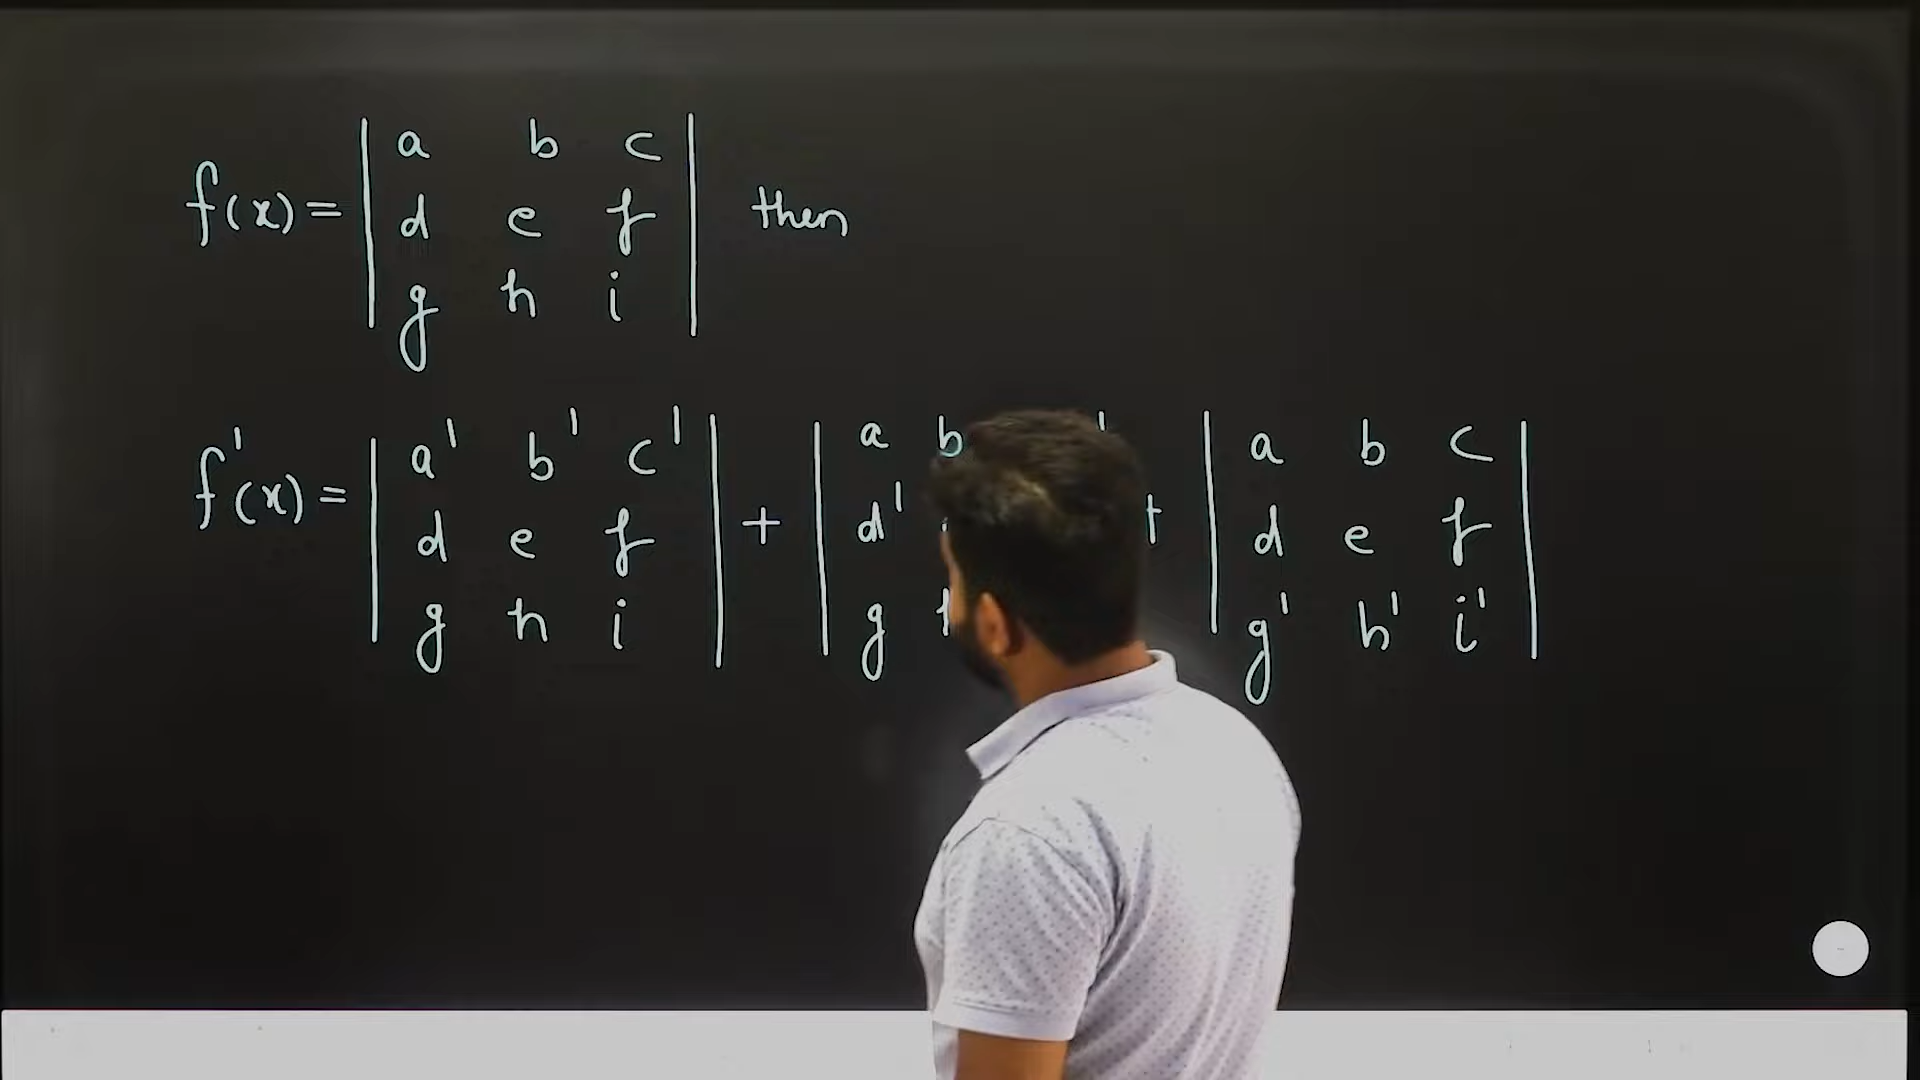 f(x) = | a b c |
| d e f | then
| g h i |
f'(x) = | a' b' c' | + | a b ' | + | a b c |
| d e f | | d' | d e f |
| g h i | | g | g' h' i' |